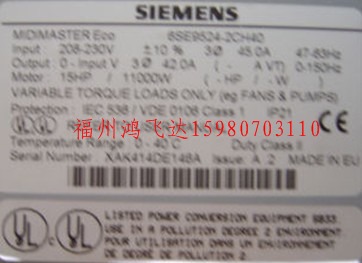 SIEMENS
MIDIMASTER Eco 6SE9524-2CH40
Input : 208-230V ±10% 3Ø 45.0A 47-63Hz
Output : 0 - Input V 3Ø 42.0A ( - A VT) 0-150Hz
Motor : 15HP / 11000W ( - HP / - W )
VARIABLE TORQUE LOADS ONLY (eg FANS & PUMPS)
Protection : IEC 536 / VDE 0106 Class 1 IP21
福州鸿飞达15980703110
Temperature Range : 0 - 40 C Duty Class II
XAK414DE146A Issue : A 2 MADE IN EU
LISTED POWER CONVERSION EQUIPMENT 5B33.
USE IN A POLLUTION DEGREE 2 ENVIRONMENT.
POUR UTILISATION DANS UN ENVIRONMENT
DE POLLUTION DE DEGRE 2.
UL C UL